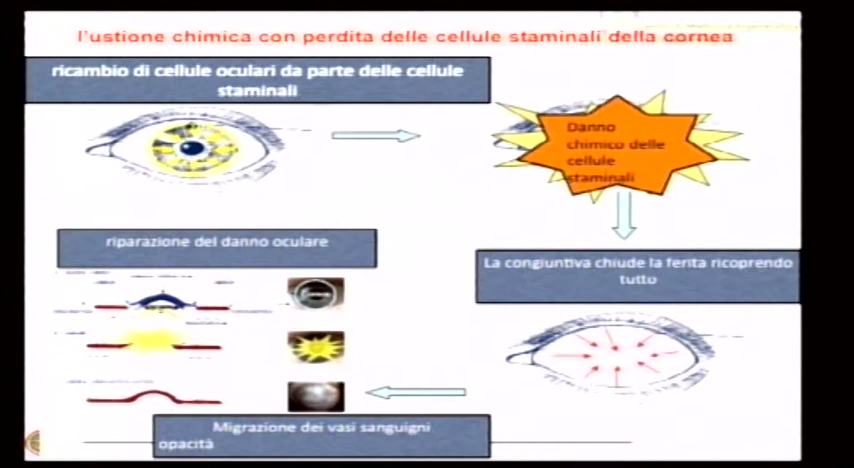 l'ustione chimica con perdita delle cellule staminali della cornea
ricambio di cellule oculari da parte delle cellule
staminali
Danno
chimico delle
cellule
staminali
riparazione del danno oculare
La congiuntiva chiude la ferita ricoprendo
tutto
Migrazione dei vasi sanguigni
opacità